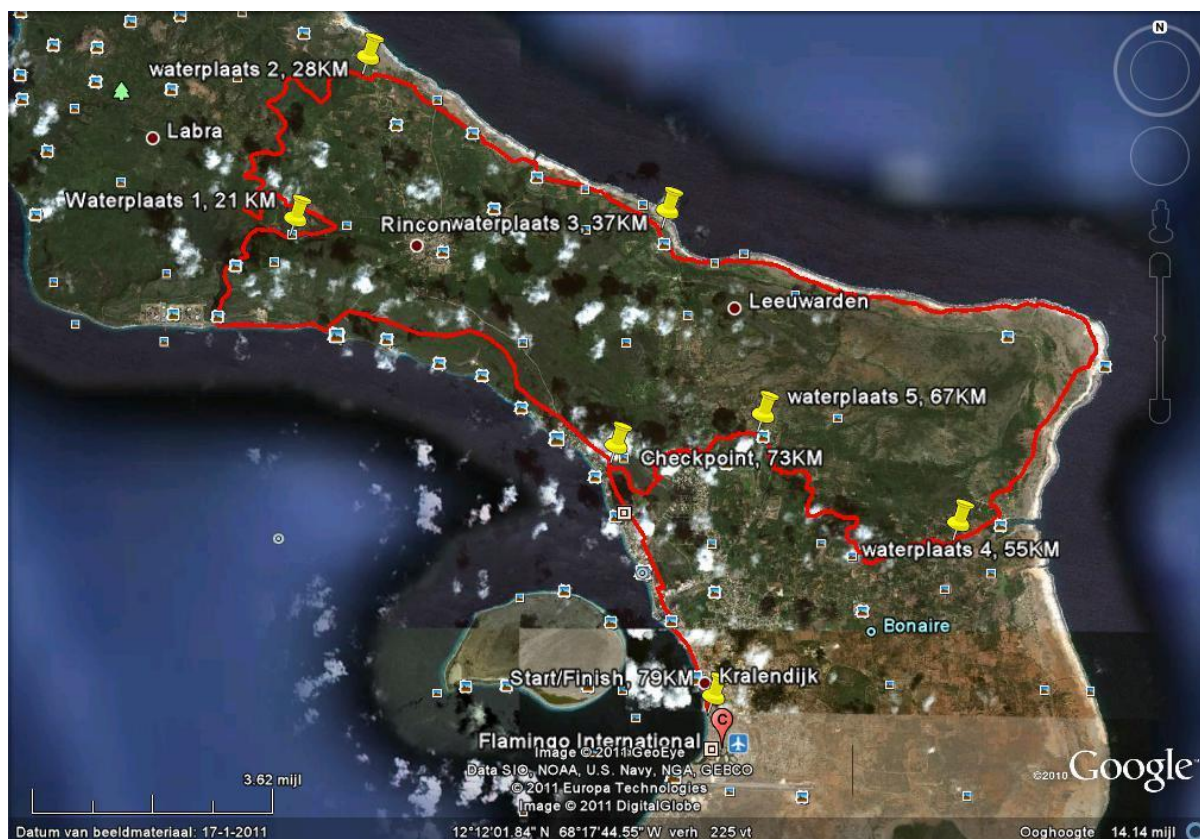 N
waterplaats 2, 28KM
Labra
Waterplaats 1, 21 KM
Rincon
waterplaats 3, 37KM
Leeuwarden
waterplaats 5, 67KM
Checkpoint, 73KM
waterplaats 4, 55KM
Bonaire
Start/Finish, 79KM
Kralendijk
C
Flamingo International
Image © 2011 GeoEye
Data SIO, NOAA, U.S. Navy, NGA, GEBCO
© 2011 Europa Technologies
Image © 2011 DigitalGlobe
©2010 Google
3.62 mijl
Datum van beeldmateriaal: 17-1-2011
12°12'01.84" N 68°17'44.55" W verh 225 vt
Ooghoogte 14.14 mijl